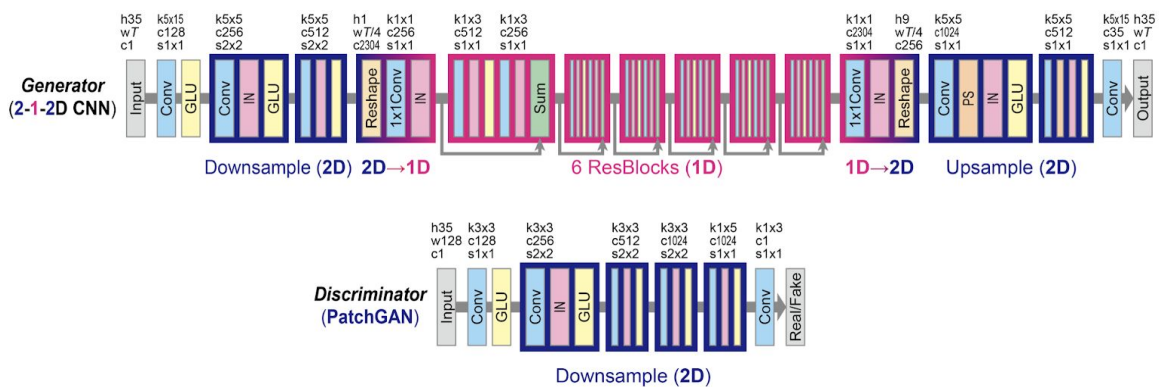 h35
wT
c1
k5x15
c128
s1x1
k5x5
c256
s2x2
k5x5
c512
s2x2
h1
wT/4
c2304
k1x1
c256
s1x1
k1x3
c512
s1x1
k1x3
c256
s1x1
k1x1
c2304
s1x1
h9
wT/4
c256
k5x5
c1024
s1x1
k5x5
c512
s1x1
k5x15
c35
s1x1
h35
wT
c1
Generator
(2-1-2D CNN)
Input
Conv
GLU
Conv
IN
GLU
Reshape
1x1Conv
IN
Sum
1x1Conv
IN
Reshape
Conv
PS
IN
GLU
Conv
Output
Downsample (2D)
2D→1D
6 ResBlocks (1D)
1D→2D
Upsample (2D)
h35
w128
c1
k3x3
c128
s1x1
k3x3
c256
s2x2
k3x3
c512
s2x2
k3x3
c1024
s2x2
k1x5
c1024
s1x1
k1x3
c1
s1x1
Discriminator
(PatchGAN)
Input
Conv
GLU
Conv
IN
GLU
Conv
Real/Fake
Downsample (2D)